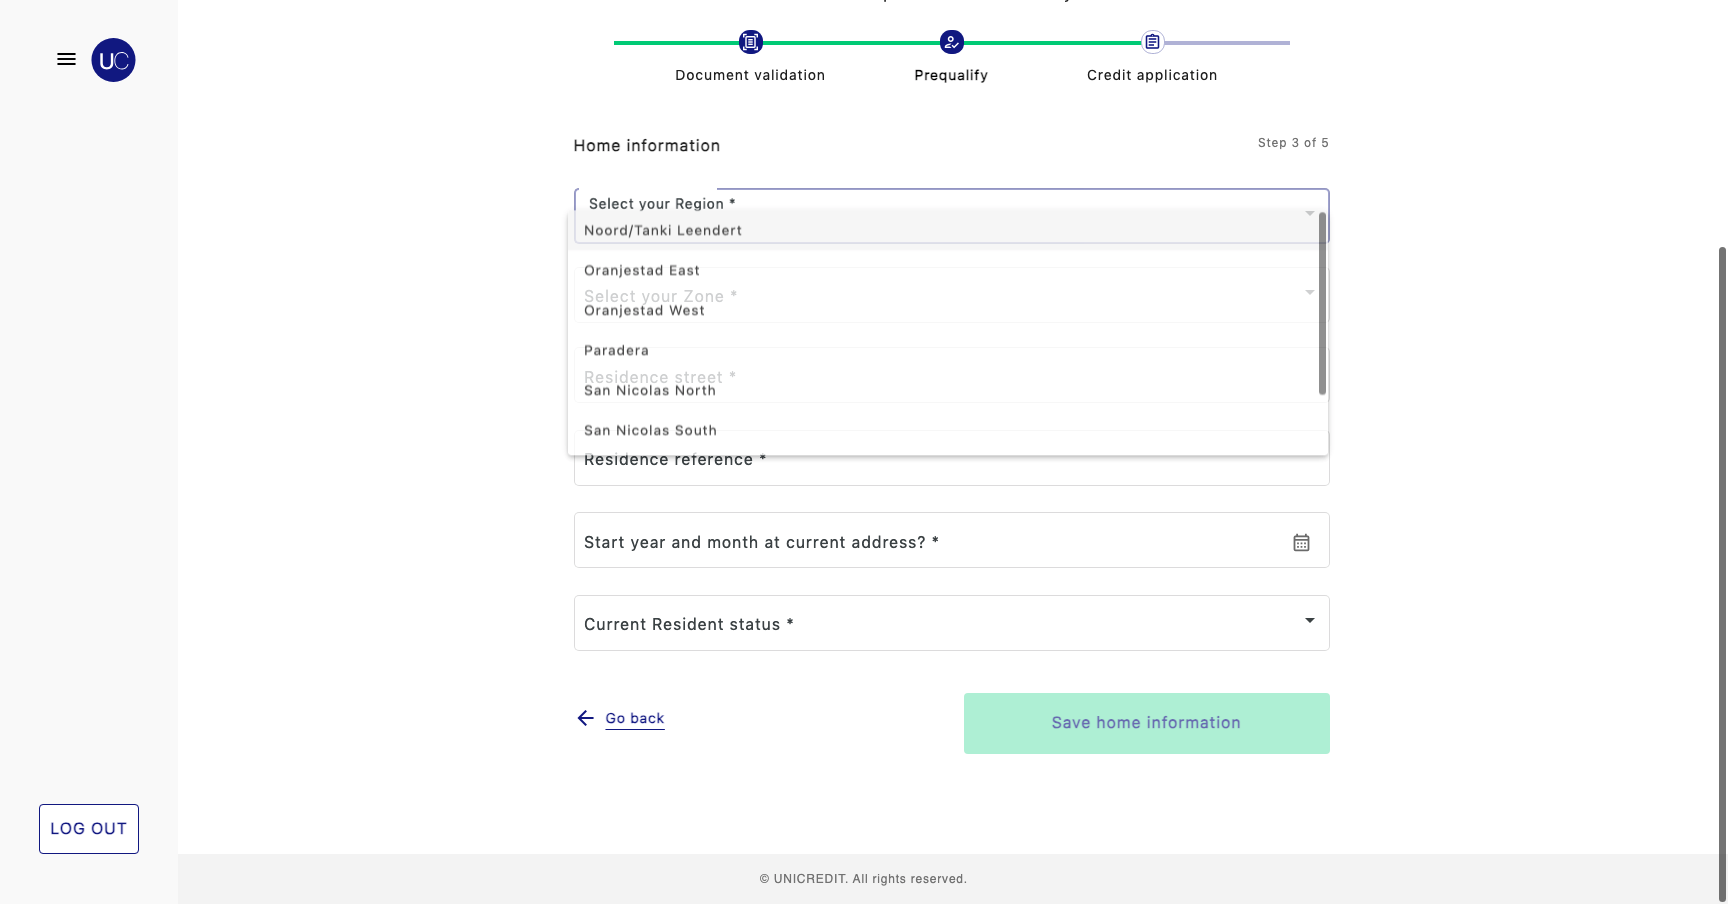 UC
Document validation
Prequalify
Credit application
Home information
Step 3 of 5
Select your Region *
Noord/Tanki Leendert
Oranjestad East
Select your Zone *
Oranjestad West
Paradera
Residence street *
San Nicolas North
San Nicolas South
Residence reference *
Start year and month at current address? *
Current Resident status *
Go back
Save home information
LOG OUT
© UNICREDIT. All rights reserved.